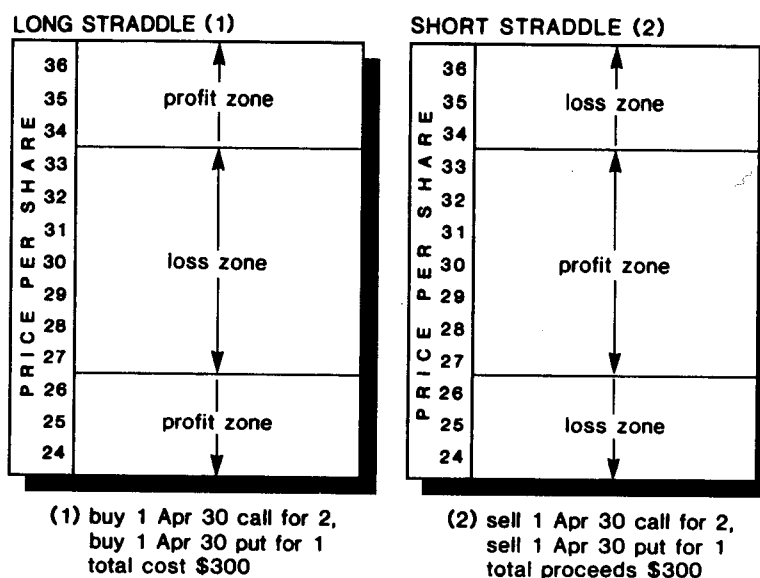 LONG STRADDLE (1)
PRICE PER SHARE
36
35
34
33
32
31
30
29
28
27
26
25
24
profit zone
loss zone
profit zone
(1) buy 1 Apr 30 call for 2,
buy 1 Apr 30 put for 1
total cost $300
SHORT STRADDLE (2)
PRICE PER SHARE
36
35
34
33
32
31
30
29
28
27
26
25
24
loss zone
profit zone
loss zone
(2) sell 1 Apr 30 call for 2,
sell 1 Apr 30 put for 1
total proceeds $300